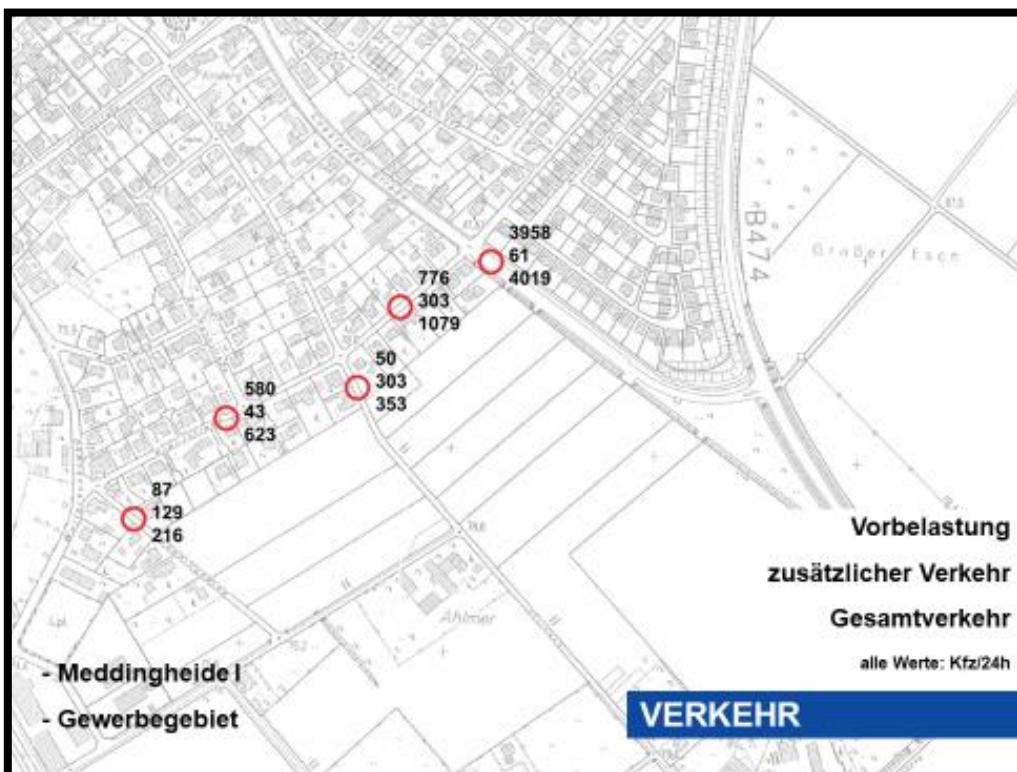 B474
Großer Esch
3958
61
4019
776
303
1079
50
303
353
580
43
623
87
129
216
Vorbelastung
zusätzlicher Verkehr
Gesamtverkehr
alle Werte: Kfz/24h
Ahlmer
Lpl.
- Meddingheide I
- Gewerbegebiet
VERKEHR